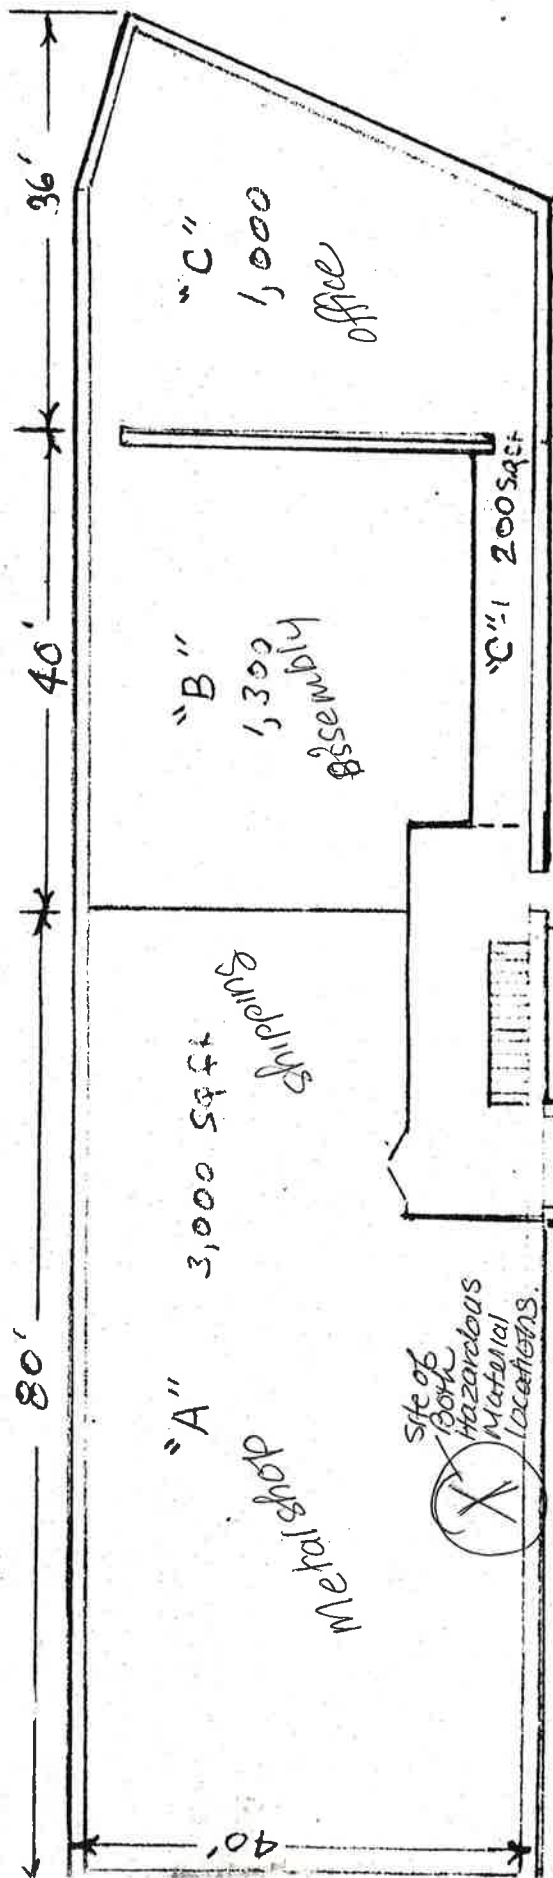 80'
40'
36'
40'
"A"
3,000 sq ft
Metal shop
shipping
"B"
1,300
assembly
"C"
1,000
office
"C"-1 200 sq ft
X
Site of
Both
Hazardous
Material
locations.